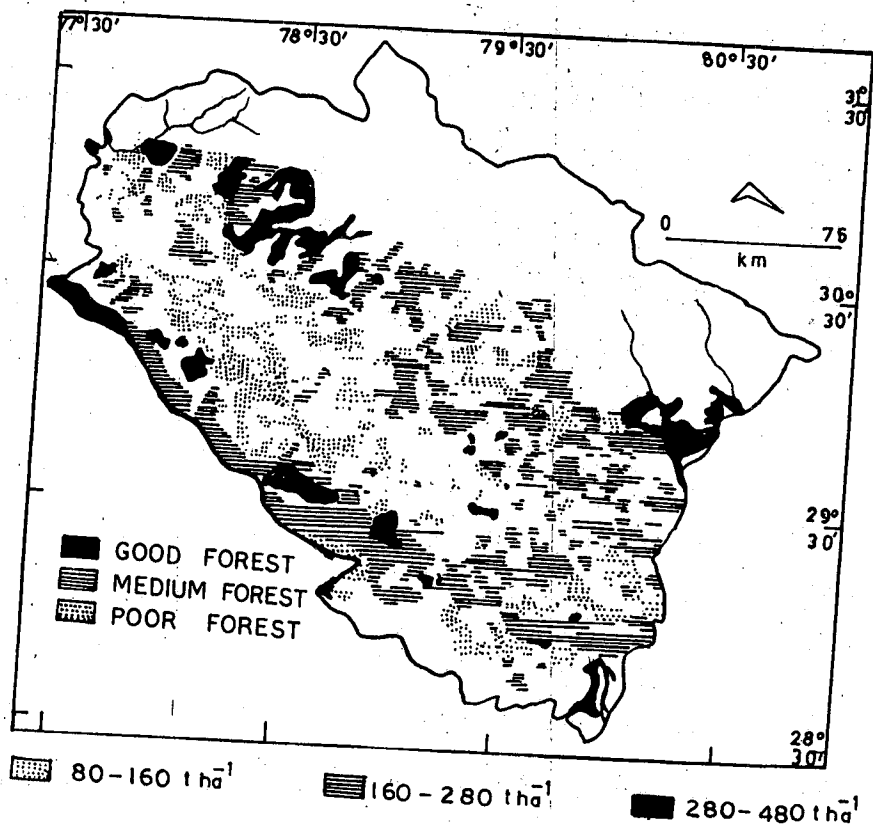 77° 30' 78° 30' 79° 30' 80° 30'
31° 30'
0 75
km
30° 30'
29° 30'
GOOD FOREST
MEDIUM FOREST
POOR FOREST
28° 30'
80-160 t ha⁻¹ 160-280 t ha⁻¹ 280-480 t ha⁻¹